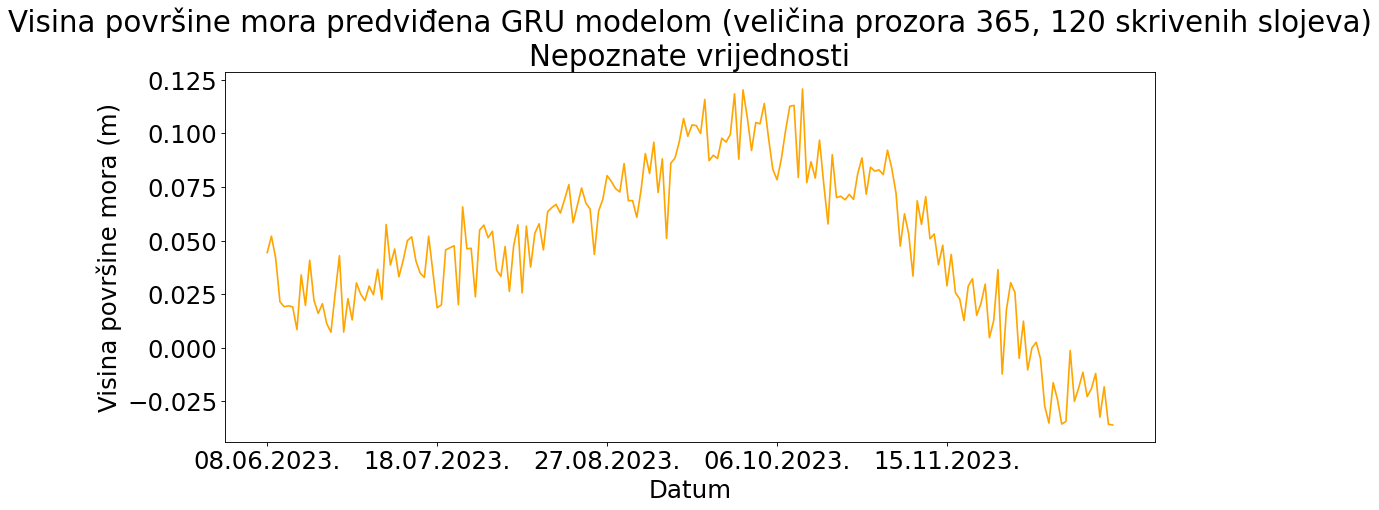 Visina površine mora predviđena GRU modelom (veličina prozora 365, 120 skrivenih slojeva)
Nepoznate vrijednosti
Visina površine mora (m)
0.125
0.100
0.075
0.050
0.025
0.000
−0.025
08.06.2023. 18.07.2023. 27.08.2023. 06.10.2023. 15.11.2023.
Datum